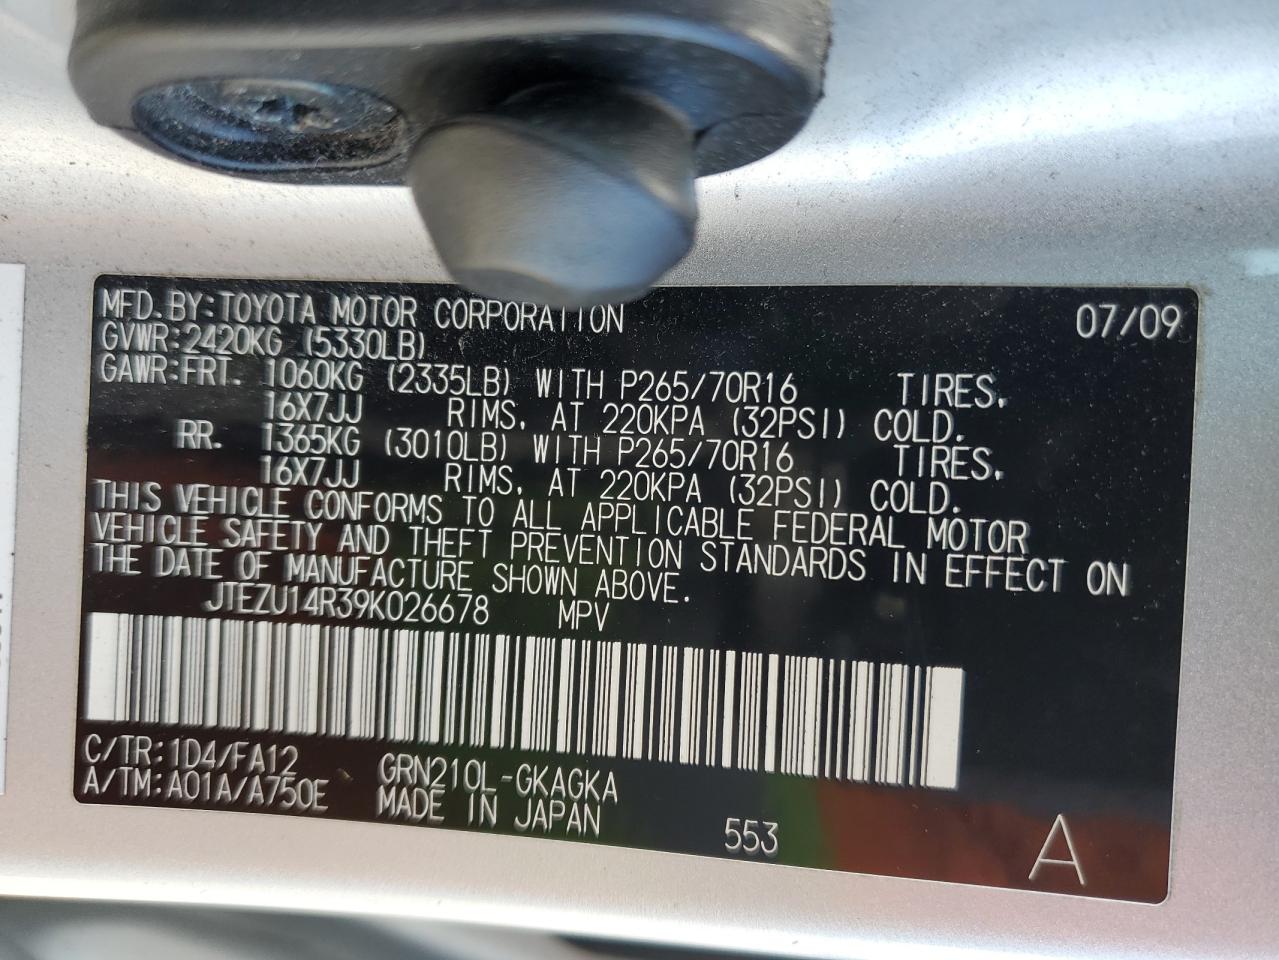 MFD. BY: TOYOTA MOTOR CORPORATION 07/09
GVWR: 2420KG (5330LB)
GAWR: FRT. 1060KG (2335LB) WITH P265/70R16 TIRES,
16X7JJ RIMS, AT 220KPA (32PSI) COLD.
RR. 1365KG (3010LB) WITH P265/70R16 TIRES,
16X7JJ RIMS, AT 220KPA (32PSI) COLD.
THIS VEHICLE CONFORMS TO ALL APPLICABLE FEDERAL MOTOR
VEHICLE SAFETY AND THEFT PREVENTION STANDARDS IN EFFECT ON
THE DATE OF MANUFACTURE SHOWN ABOVE.
JTEZU14R39K026678 MPV
C/TR: 1D4/FA12 GRN210L-GKAGKA
A/TM: A01A/A750E MADE IN JAPAN
553 A